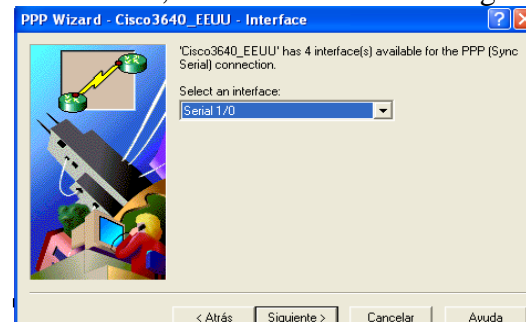 PPP Wizard - Cisco3640_EEUU - Interface
'Cisco3640_EEUU' has 4 interface(s) available for the PPP (Sync
Serial) connection.
Select an interface:
Serial 1/0
< Atrás
Siguiente >
Cancelar
Ayuda